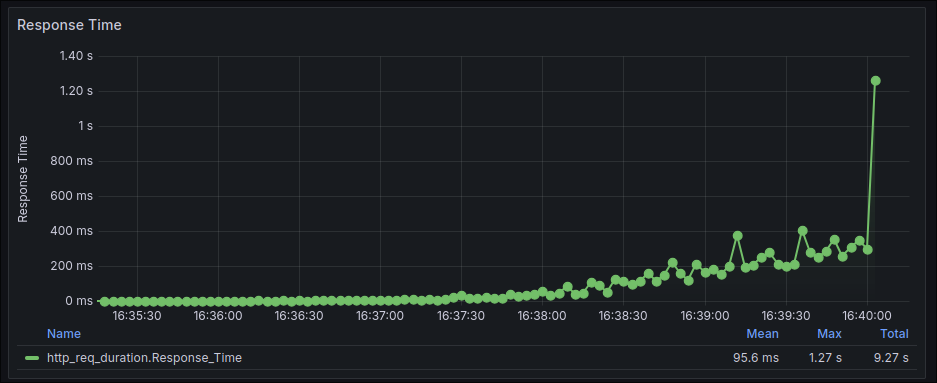 Response Time
1.40 s
1.20 s
1 s
800 ms
600 ms
400 ms
200 ms
0 ms
Response Time
16:35:30 16:36:00 16:36:30 16:37:00 16:37:30 16:38:00 16:38:30 16:39:00 16:39:30 16:40:00
Name Mean Max Total
http_req_duration.Response_Time 95.6 ms 1.27 s 9.27 s